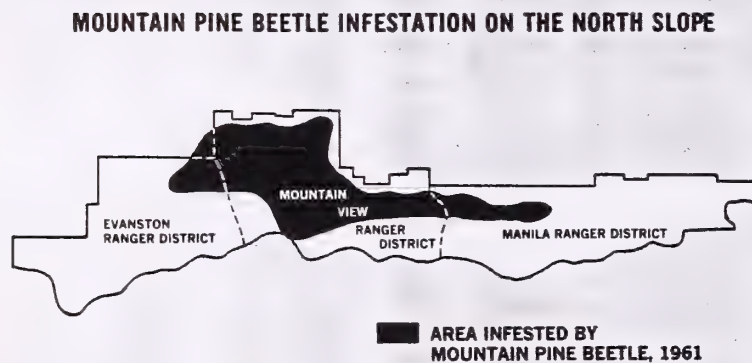 MOUNTAIN PINE BEETLE INFESTATION ON THE NORTH SLOPE
MOUNTAIN
VIEW
RANGER
DISTRICT
EVANSTON
RANGER DISTRICT
MANILA RANGER DISTRICT
AREA INFESTED BY
MOUNTAIN PINE BEETLE, 1961